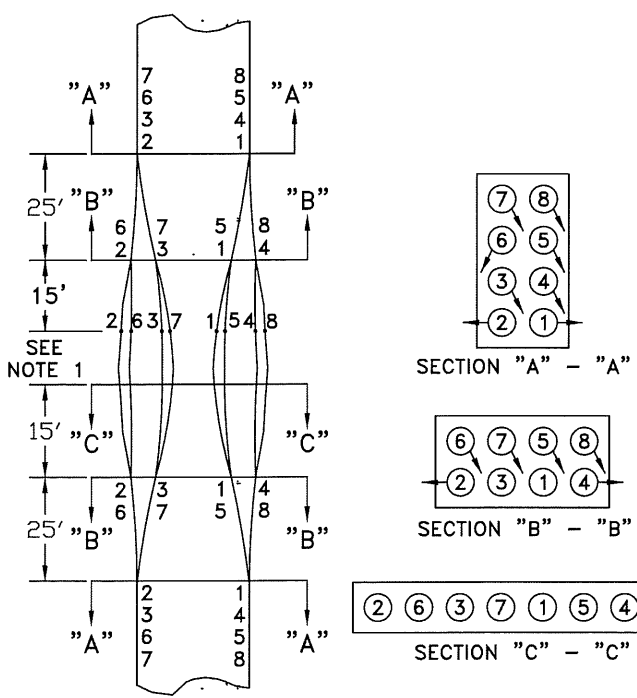 7 8
"A" 6 5 "A"
3 4
2 1
25'
"B" "B"
6 7 5 8
2 3 1 4
15'
2 6 3 7 1 5 4 8
SEE
NOTE 1
15'
"C" "C"
2 3 1 4
6 7 5 8
"B" "B"
25'
2 1
3 4
"A" 6 5 "A"
7 8
7 8
6 5
3 4
2 1
SECTION "A" - "A"
6 7 5 8
2 3 1 4
SECTION "B" - "B"
2 6 3 7 1 5 4
SECTION "C" - "C"